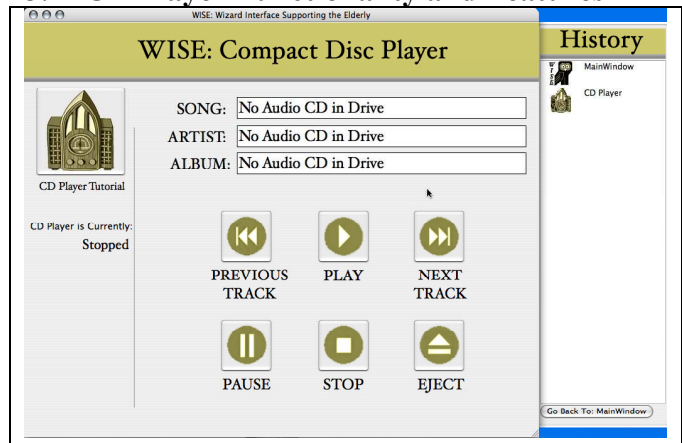 WISE: Wizard Interface Supporting the Elderly
WISE: Compact Disc Player
CD Player Tutorial
CD Player is Currently:
Stopped
SONG: No Audio CD in Drive
ARTIST: No Audio CD in Drive
ALBUM: No Audio CD in Drive
PREVIOUS
TRACK
PLAY
NEXT
TRACK
PAUSE
STOP
EJECT
History
WISE
MainWindow
CD Player
Go Back To: MainWindow